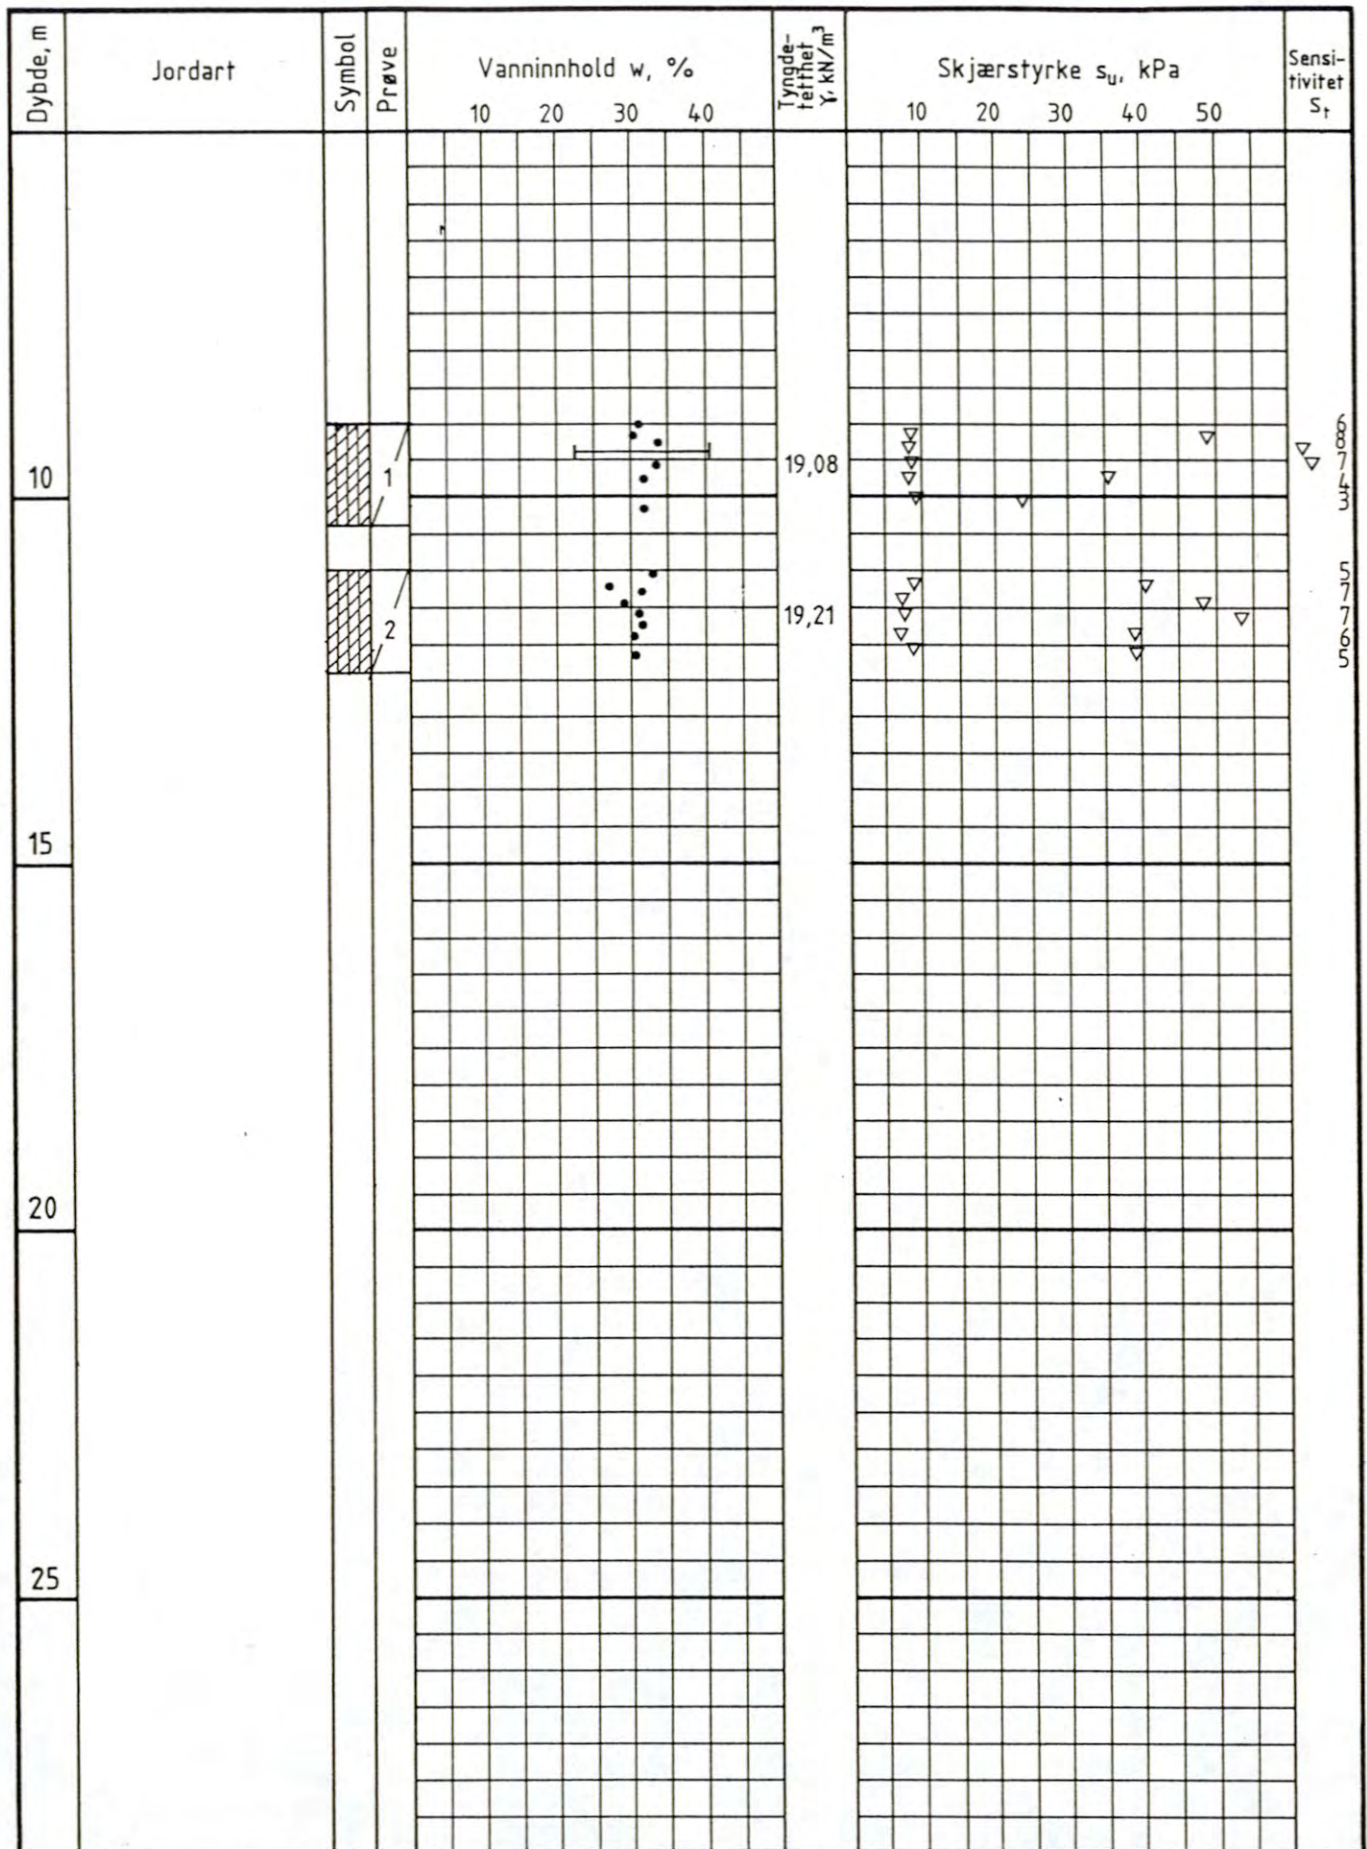 Dybde, m
Jordart
Symbol
Prøve
Vanninnhold w, %
10 20 30 40
Tyngde-
tetthet
γ, kN/m³
Skjærstyrke su, kPa
10 20 30 40 50
Sensi-
tivitet
St
6
8
7
4
3
10
1
19,08
5
7
7
6
5
2
19,21
15
20
25